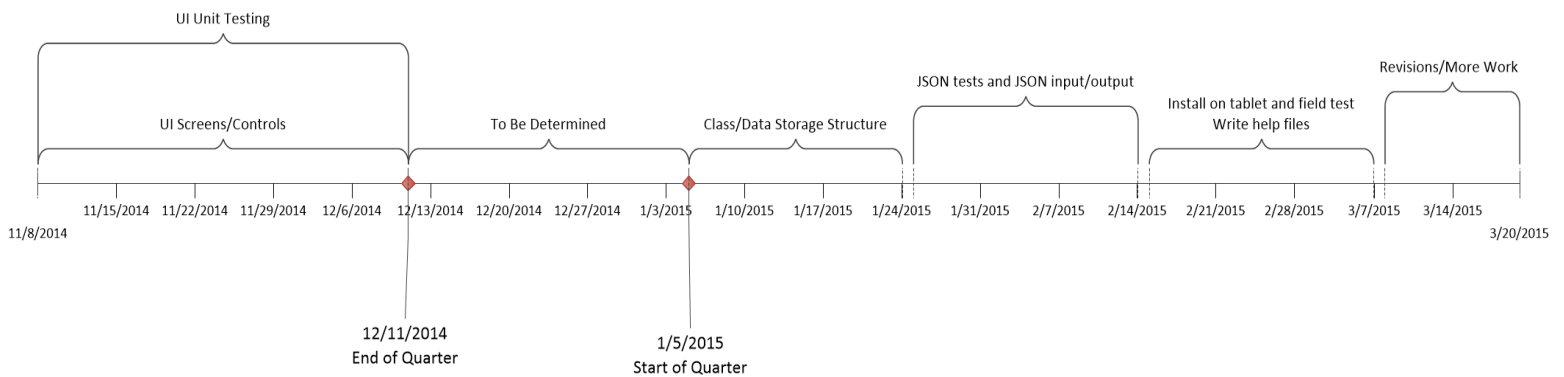 UI Unit Testing
Revisions/More Work
JSON tests and JSON input/output
Install on tablet and field test
Write help files
UI Screens/Controls
To Be Determined
Class/Data Storage Structure
11/15/2014
11/22/2014
11/29/2014
12/6/2014
12/13/2014
12/20/2014
12/27/2014
1/3/2015
1/10/2015
1/17/2015
1/24/2015
1/31/2015
2/7/2015
2/14/2015
2/21/2015
2/28/2015
3/7/2015
3/14/2015
11/8/2014
3/20/2015
12/11/2014
End of Quarter
1/5/2015
Start of Quarter